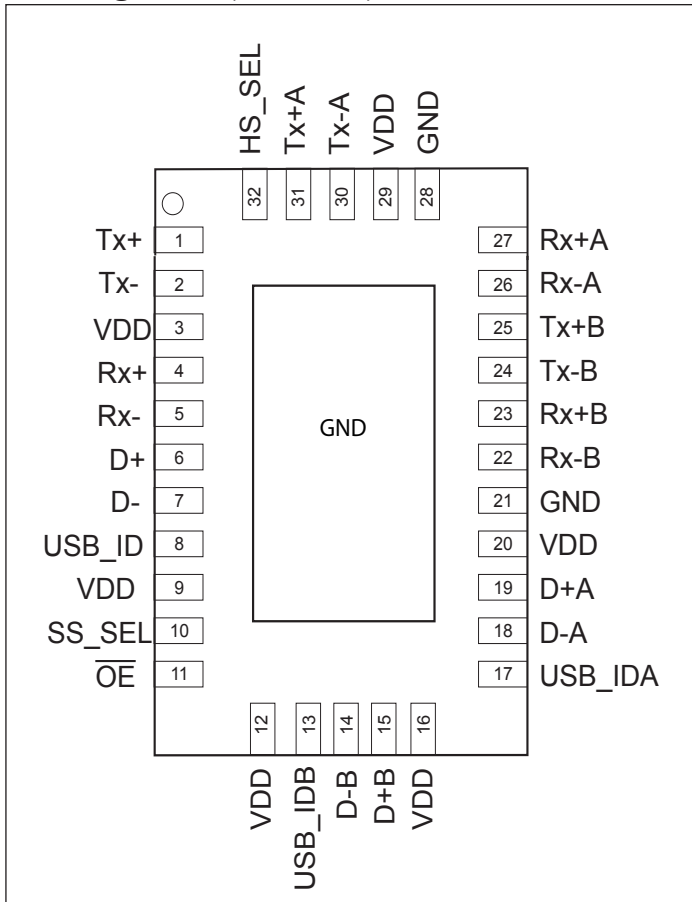 HS_SEL
Tx+A
Tx-A
VDD
GND
32
31
30
29
28
Tx+ 1
Tx- 2
VDD 3
Rx+ 4
Rx- 5
D+ 6
D- 7
USB_ID 8
VDD 9
SS_SEL 10
O̅E̅ 11
GND
27 Rx+A
26 Rx-A
25 Tx+B
24 Tx-B
23 Rx+B
22 Rx-B
21 GND
20 VDD
19 D+A
18 D-A
17 USB_IDA
12
13
14
15
16
VDD
USB_IDB
D-B
D+B
VDD